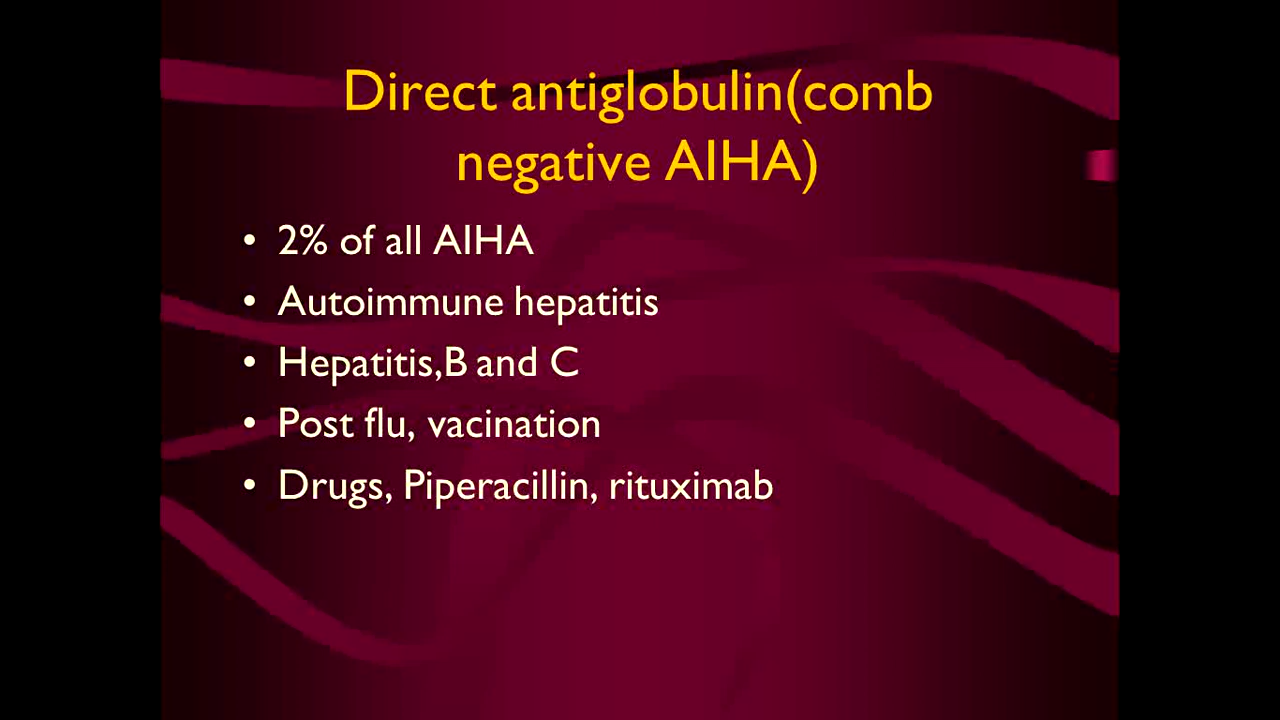 Direct antiglobulin(comb
negative AIHA)
• 2% of all AIHA
• Autoimmune hepatitis
• Hepatitis,B and C
• Post flu, vacination
• Drugs, Piperacillin, rituximab